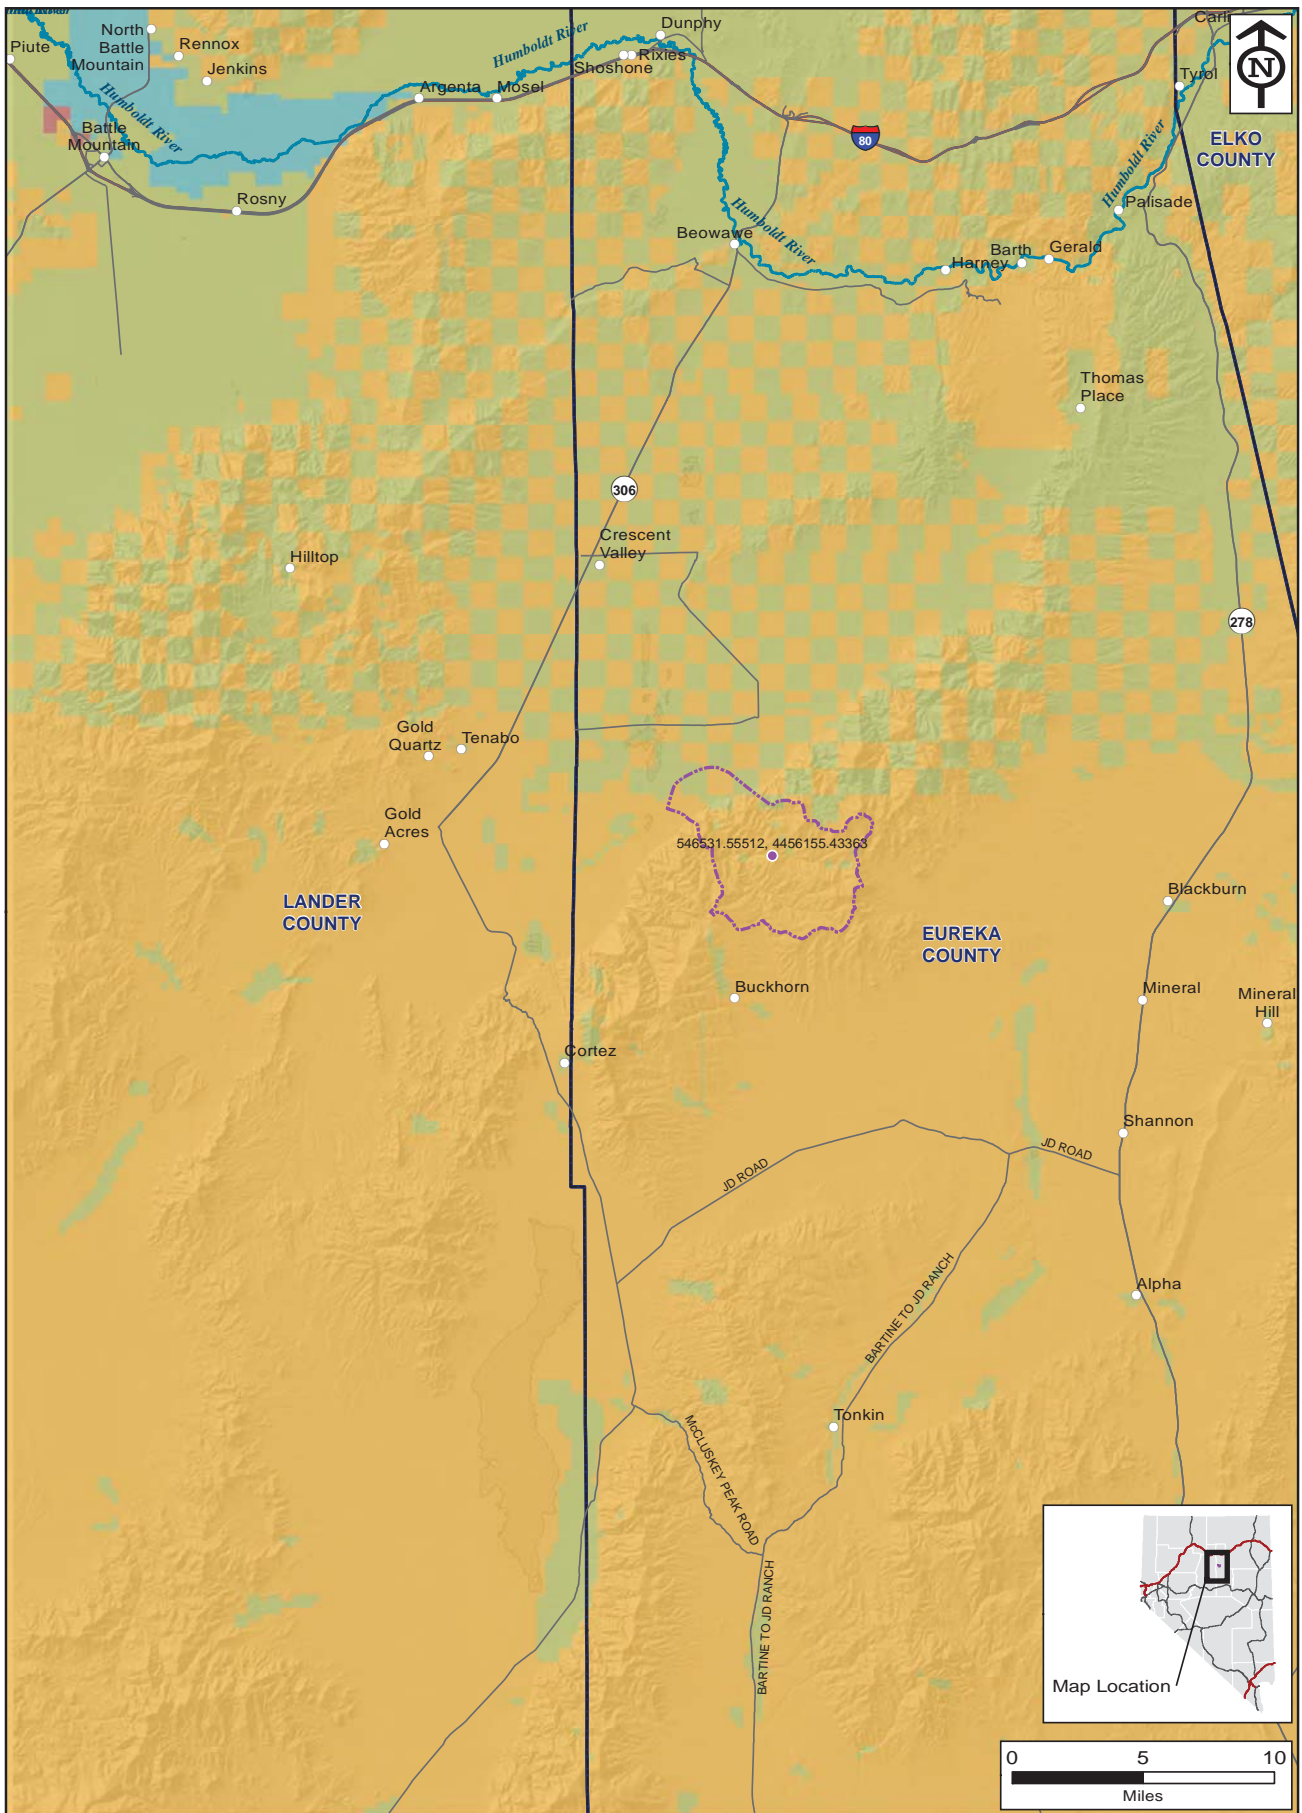 Humboldt River
North
Battle
Mountain
Piute
Rennox
Jenkins
Humboldt River
Battle
Mountain
Rosny
Argenta
Mosel
Humboldt River
Dunphy
Shoshone
Rixies
80
Carli
Tyrol
N
ELKO
COUNTY
Humboldt River
Palisade
Beowawe
Humboldt River
Harney
Barth
Gerald
Thomas
Place
306
Crescent
Valley
Hilltop
278
Gold
Quartz
Tenabo
Gold
Acres
546531.55512, 4456155.43363
LANDER
COUNTY
Blackburn
EUREKA
COUNTY
Buckhorn
Mineral
Mineral
Hill
Cortez
Shannon
JD ROAD
JD ROAD
Alpha
BARTINE TO JD RANCH
Tonkin
McCLUSKEY PEAK ROAD
BARTINE TO JD RANCH
Map Location
0 5 10
Miles